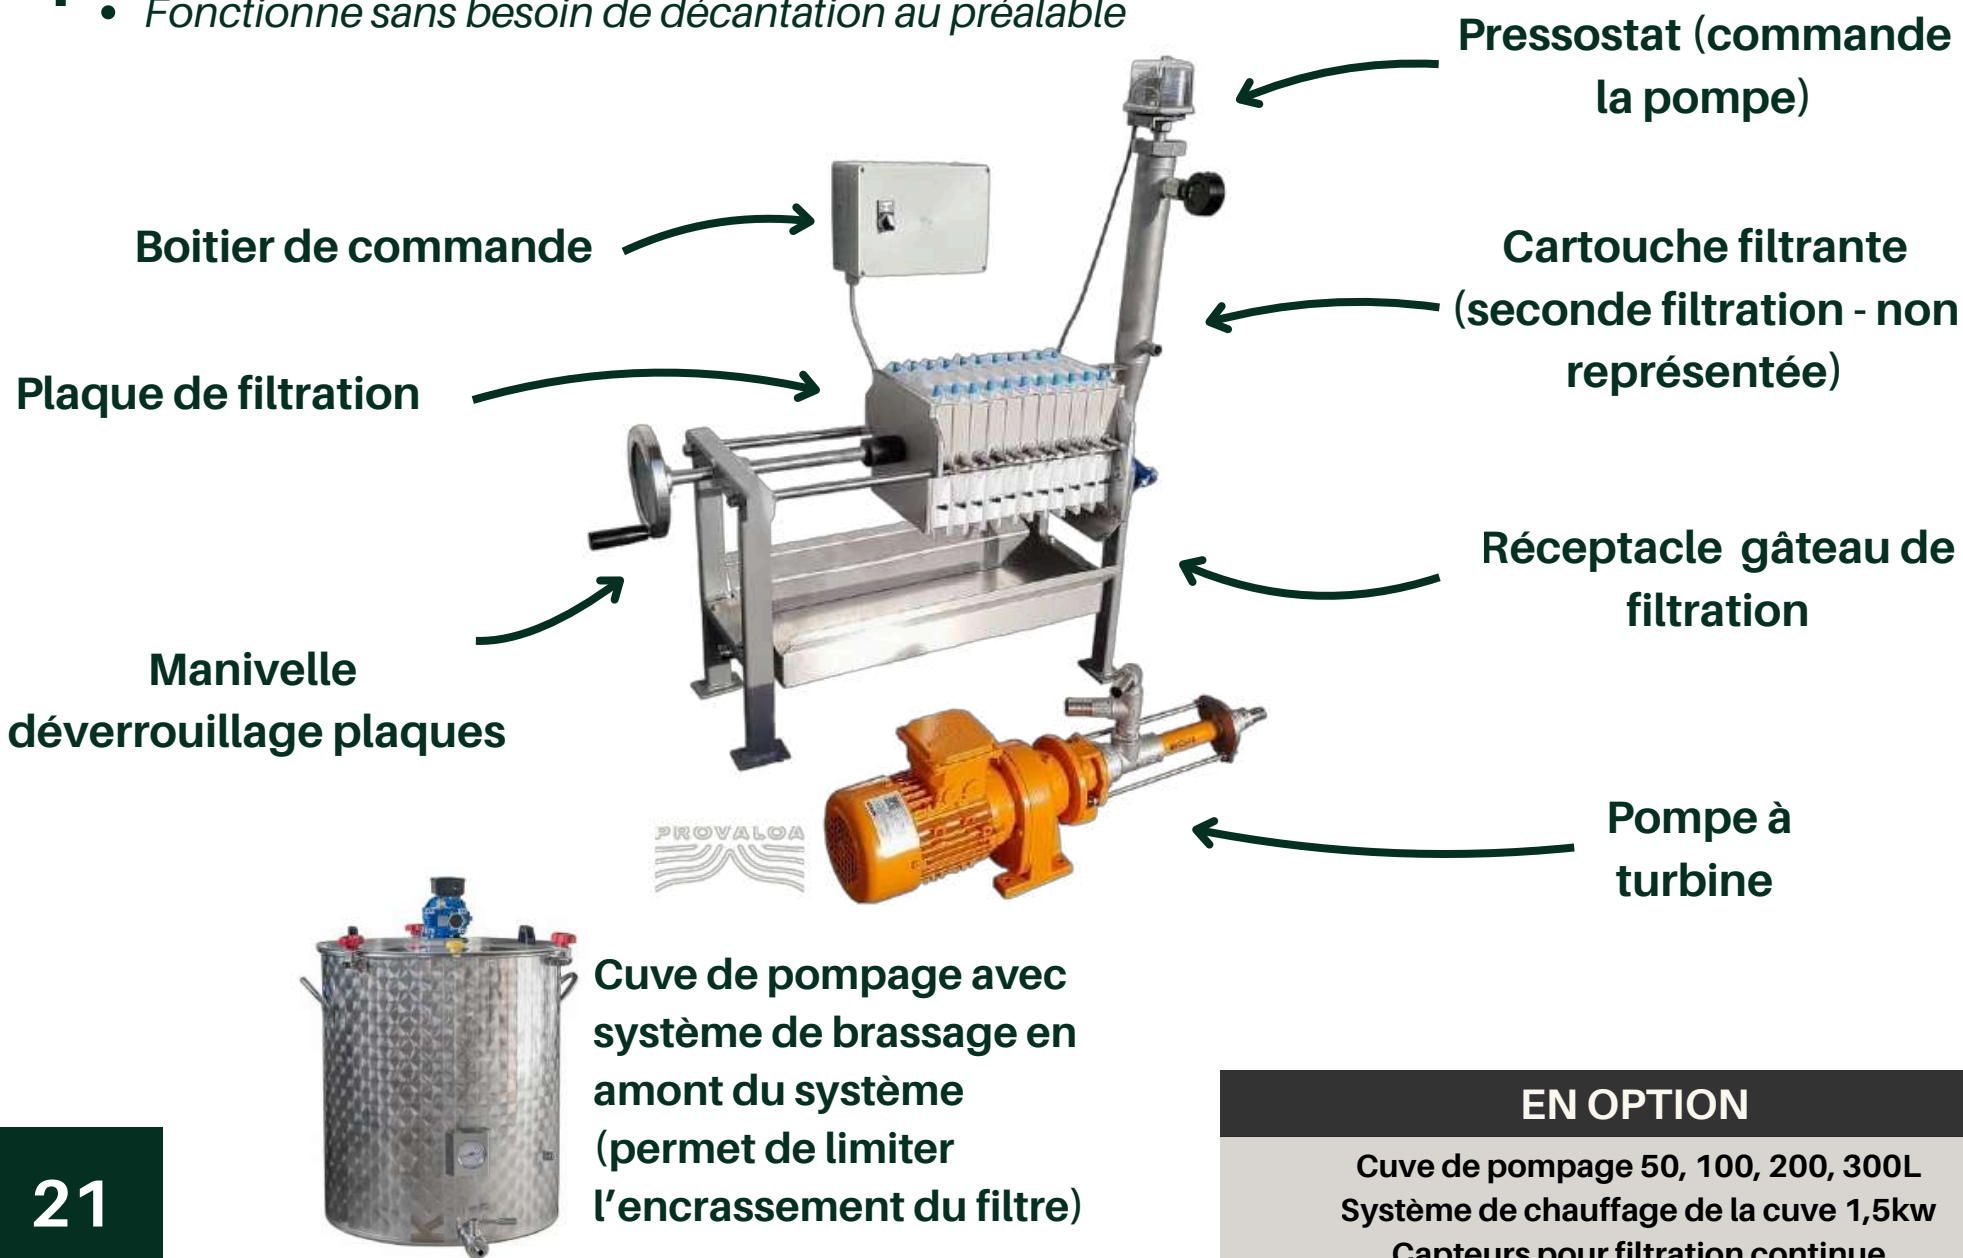 • Fonctionne sans besoin de décantation au préalable
Pressostat (commande
la pompe)
Boitier de commande
Cartouche filtrante
(seconde filtration - non
représentée)
Plaque de filtration
Réceptacle gâteau de
filtration
Manivelle
déverrouillage plaques
Pompe à
turbine
PROVALOA
Cuve de pompage avec
système de brassage en
amont du système
(permet de limiter
l'encrassement du filtre)
EN OPTION
Cuve de pompage 50, 100, 200, 300L
Système de chauffage de la cuve 1,5kw
Capteurs pour filtration continue
21